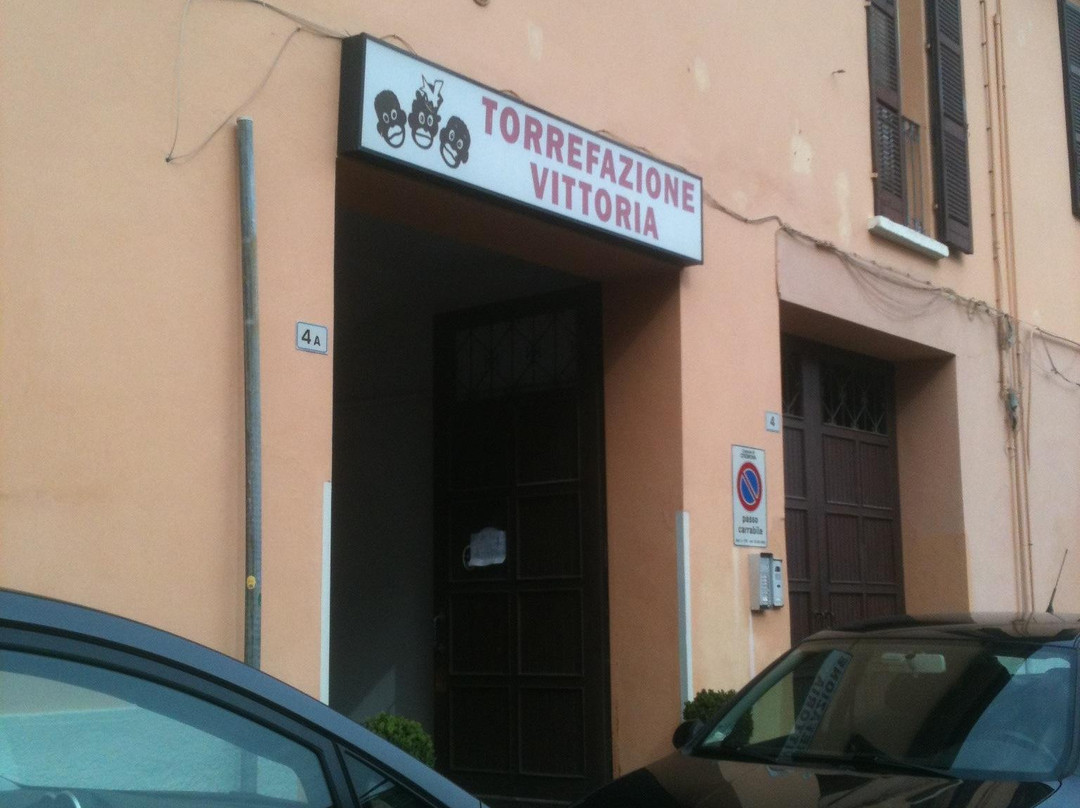 TORREFAZIONE
VITTORIA
4A
4
passo
carrabile